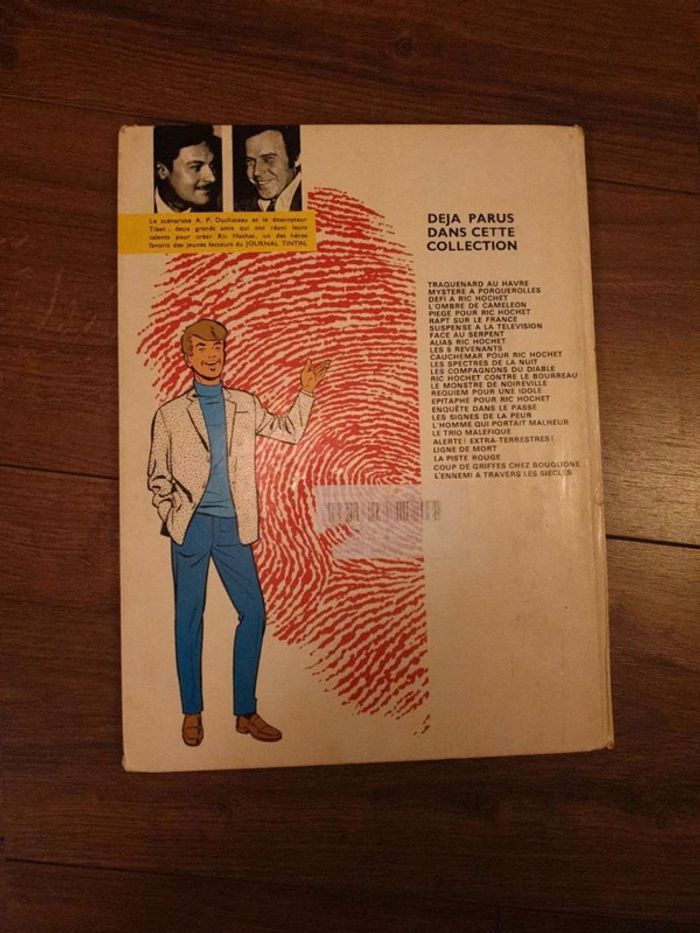 Le scénariste A. P. Duchateau et le dessinateur
Tibet : deux grands amis qui ont réuni leurs
talents pour créer Ric Hochet, un des héros
favoris des jeunes lecteurs du JOURNAL TINTIN.
DEJA PARUS
DANS CETTE
COLLECTION
TRAQUENARD AU HAVRE
MYSTERE A PORQUEROLLES
DEFI A RIC HOCHET
L'OMBRE DE CAMELEON
PIEGE POUR RIC HOCHET
RAPT SUR LE FRANCE
SUSPENSE A LA TELEVISION
FACE AU SERPENT
ALIAS RIC HOCHET
LES 5 REVENANTS
CAUCHEMAR POUR RIC HOCHET
LES SPECTRES DE LA NUIT
LES COMPAGNONS DU DIABLE
RIC HOCHET CONTRE LE BOURREAU
LE MONSTRE DE NOIREVILLE
REQUIEM POUR UNE IDOLE
EPITAPHE POUR RIC HOCHET
ENQUÊTE DANS LE PASSÉ
LES SIGNES DE LA PEUR
L'HOMME QUI PORTAIT MALHEUR
LE TRIO MALEFIQUE
ALERTE! EXTRA-TERRESTRES!
LIGNE DE MORT
LA PISTE ROUGE
COUP DE GRIFFES CHEZ BOUGLIONE
L'ENNEMI A TRAVERS LES SIECLES